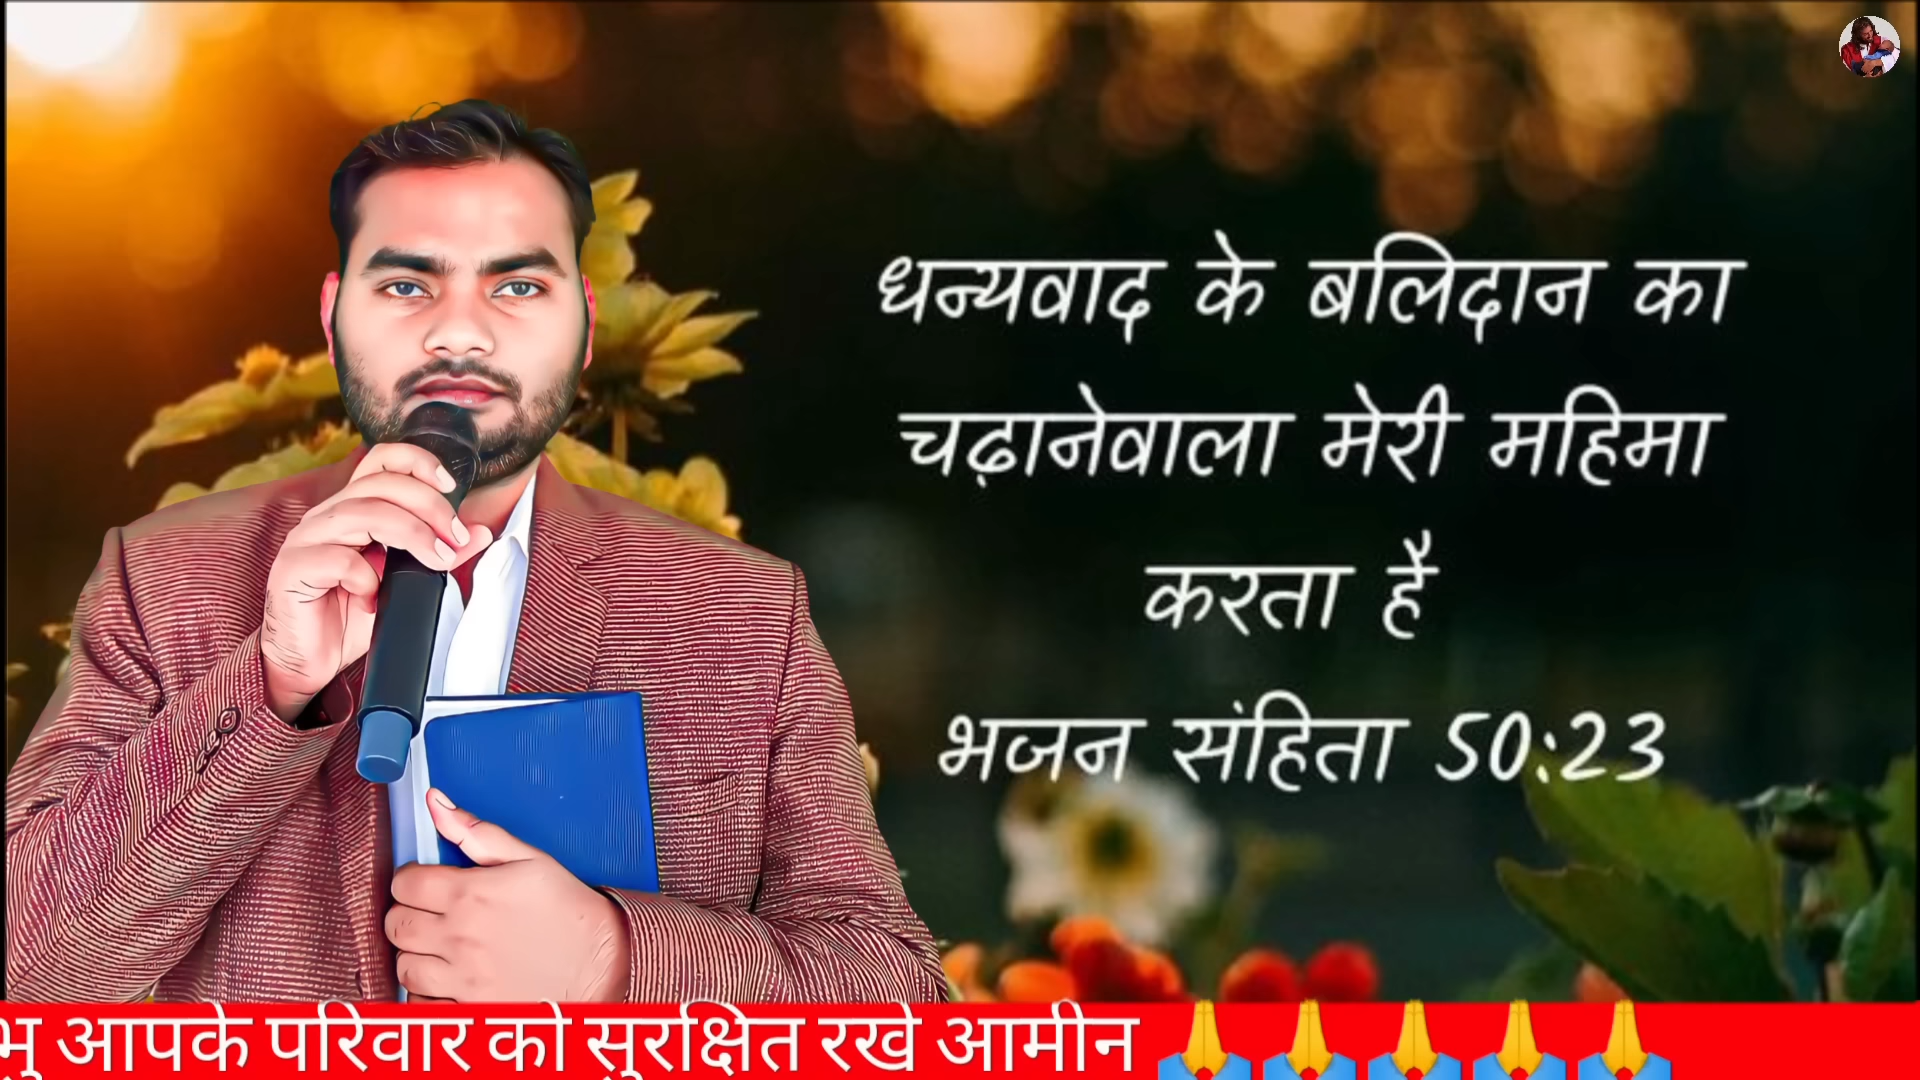 धन्यवाद के बलिदान का
चढ़ानेवाला मेरी महिमा
करता है
भजन संहिता 50:23
भु आपके परिवार को सुरक्षित रखे आमीन 🙏🙏🙏🙏🙏